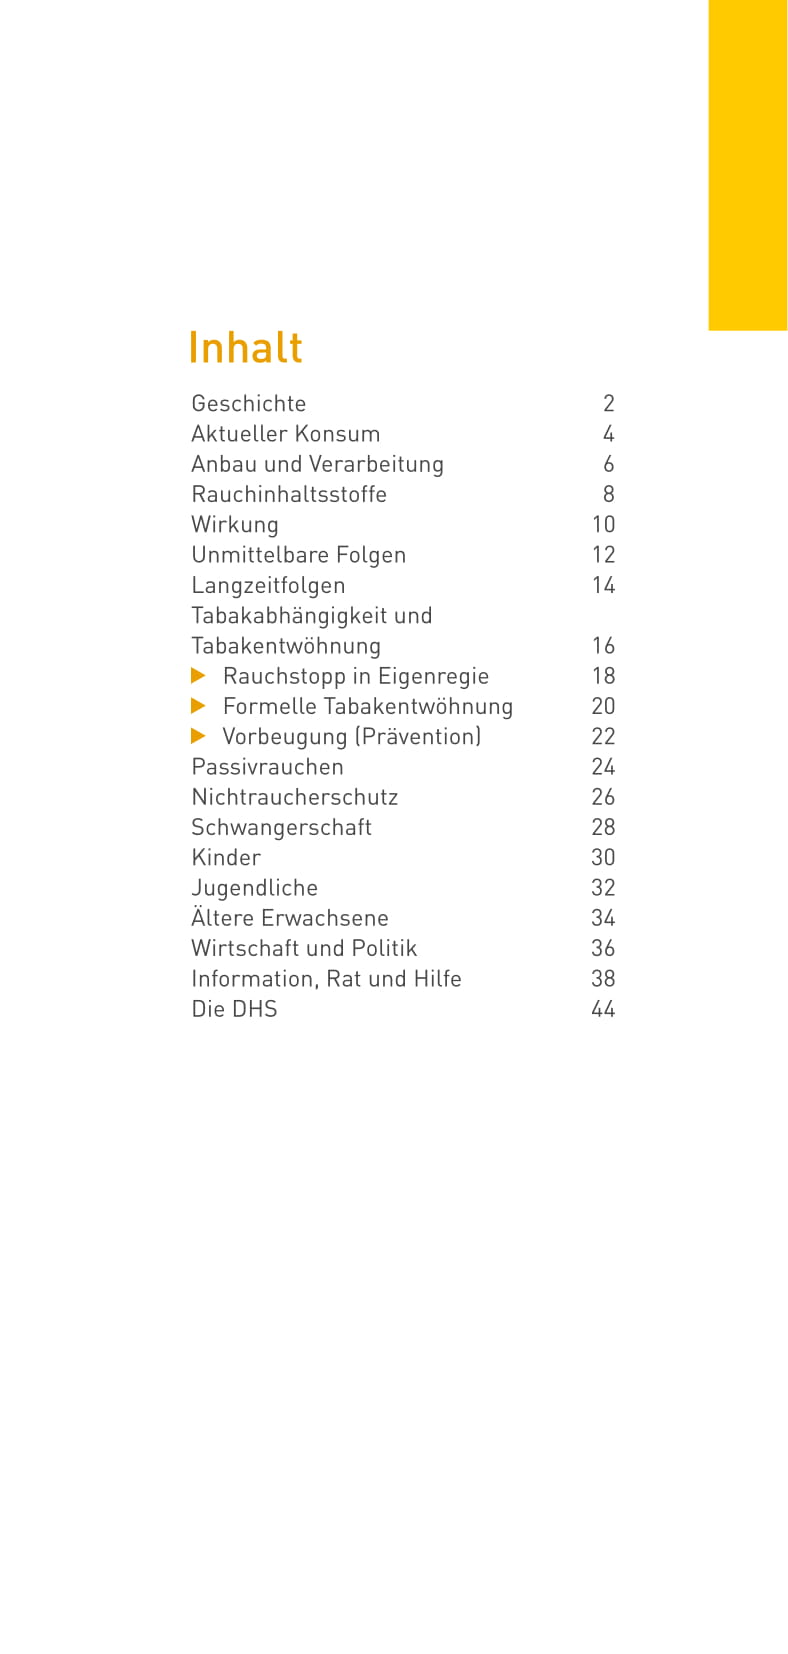 Inhalt
Geschichte 2
Aktueller Konsum 4
Anbau und Verarbeitung 6
Rauchinhaltsstoffe 8
Wirkung 10
Unmittelbare Folgen 12
Langzeitfolgen 14
Tabakabhängigkeit und
Tabakentwöhnung 16
▶ Rauchstopp in Eigenregie 18
▶ Formelle Tabakentwöhnung 20
▶ Vorbeugung (Prävention) 22
Passivrauchen 24
Nichtraucherschutz 26
Schwangerschaft 28
Kinder 30
Jugendliche 32
Ältere Erwachsene 34
Wirtschaft und Politik 36
Information, Rat und Hilfe 38
Die DHS 44